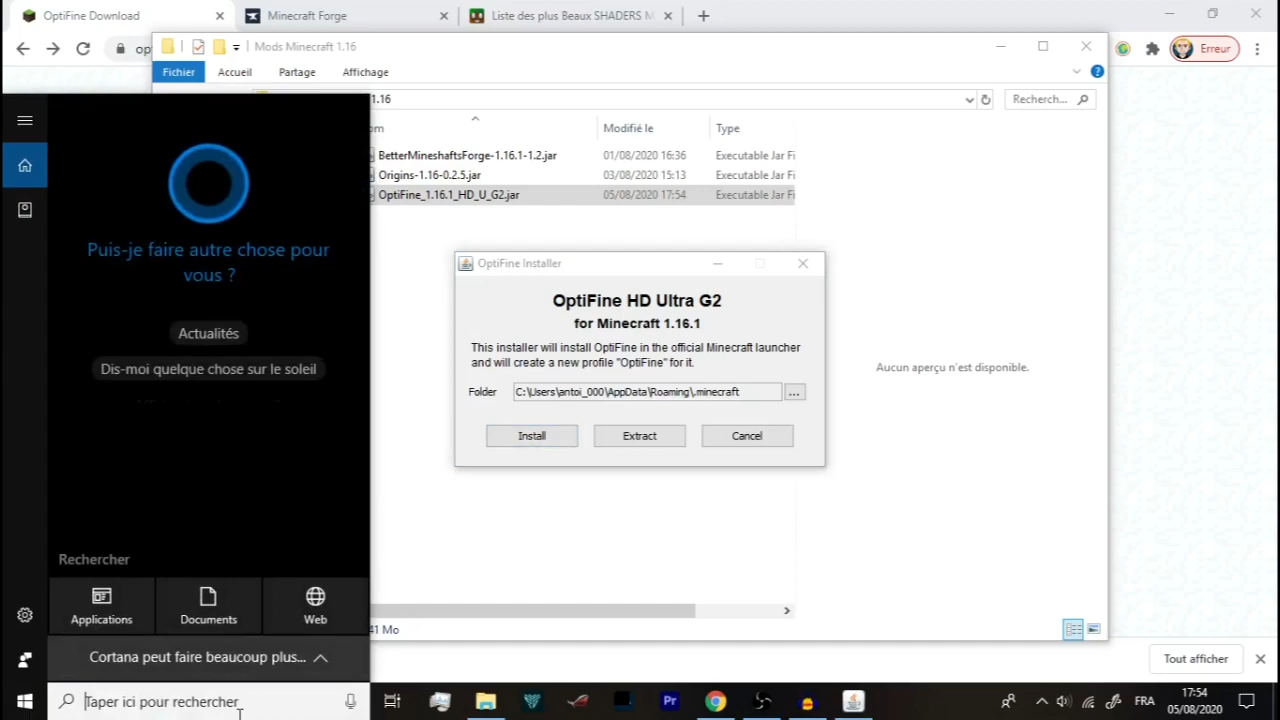 OptiFine Download
Minecraft Forge
Liste des plus Beaux SHADERS M
Erreur
Mods Minecraft 1.16
Fichier
Accueil
Partage
Affichage
1.16
Recherch...
Modifié le
Type
BetterMineshaftsForge-1.16.1-1.2.jar
01/08/2020 16:36
Executable Jar Fi
Origins-1.16-0.2.5.jar
03/08/2020 15:13
Executable Jar Fi
OptiFine_1.16.1_HD_U_G2.jar
05/08/2020 17:54
Executable Jar Fi
Puis-je faire autre chose pour
vous ?
Actualités
Dis-moi quelque chose sur le soleil
OptiFine Installer
OptiFine HD Ultra G2
for Minecraft 1.16.1
This installer will install OptiFine in the official Minecraft launcher
and will create a new profile "OptiFine" for it.
Folder
C:\Users\antoi_000\AppData\Roaming\.minecraft
...
Install
Extract
Cancel
Aucun aperçu n'est disponible.
Rechercher
Applications
Documents
Web
41 Mo
Cortana peut faire beaucoup plus...
Tout afficher
Taper ici pour rechercher
Pr
FRA
17:54
05/08/2020